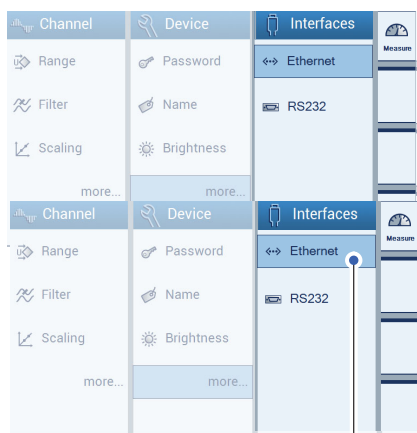 Channel Device Interfaces
Range Password Ethernet Measure
Filter Name RS232
Scaling Brightness
more... more...
Channel Device Interfaces
Range Password Ethernet Measure
Filter Name RS232
Scaling Brightness
more... more...